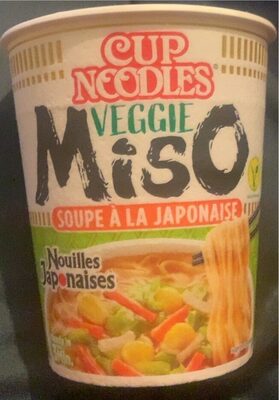 CUP
NOODLES
VEGGIE
MISO
SOUPE À LA JAPONAISE
Nouilles
Japonaises